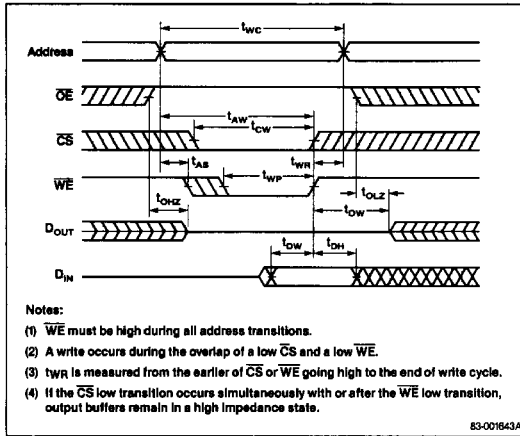 tWC
Address
OE
tAW
tCW
CS
tAS
tWR
tWP
WE
tOHZ
tOLZ
tOW
DOUT
tDW
tDH
DIN
Notes:
(1) WE must be high during all address transitions.
(2) A write occurs during the overlap of a low CS and a low WE.
(3) tWR is measured from the earlier of CS or WE going high to the end of write cycle.
(4) If the CS low transition occurs simultaneously with or after the WE low transition,
output buffers remain in a high impedance state.
83-001643A